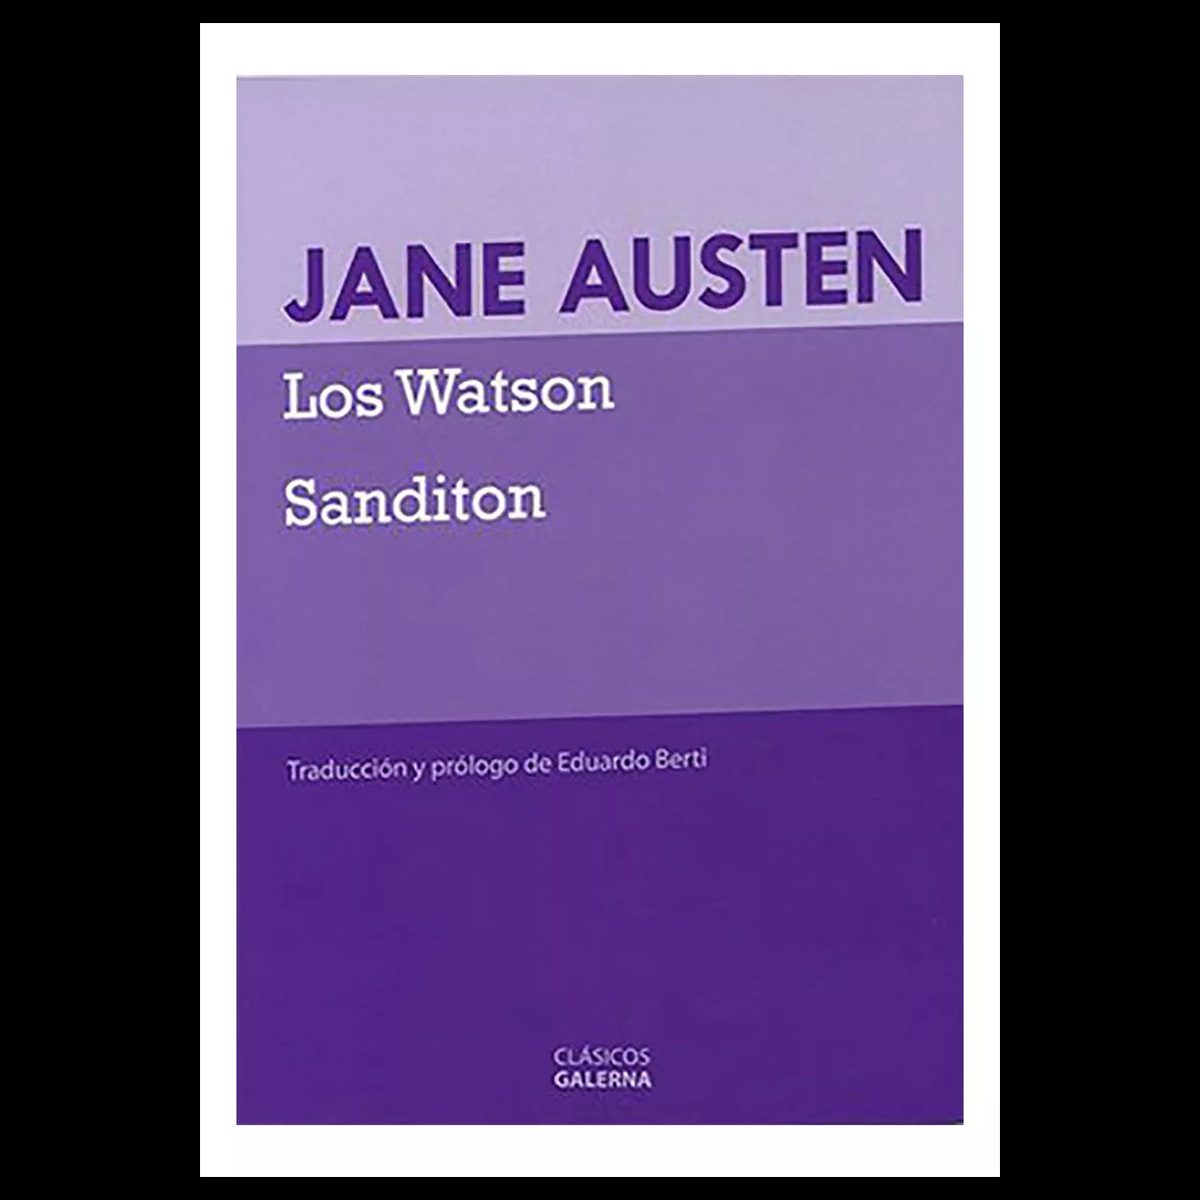 JANE AUSTEN
Los Watson
Sanditon
Traducción y prólogo de Eduardo Berti
CLÁSICOS
GALERNA